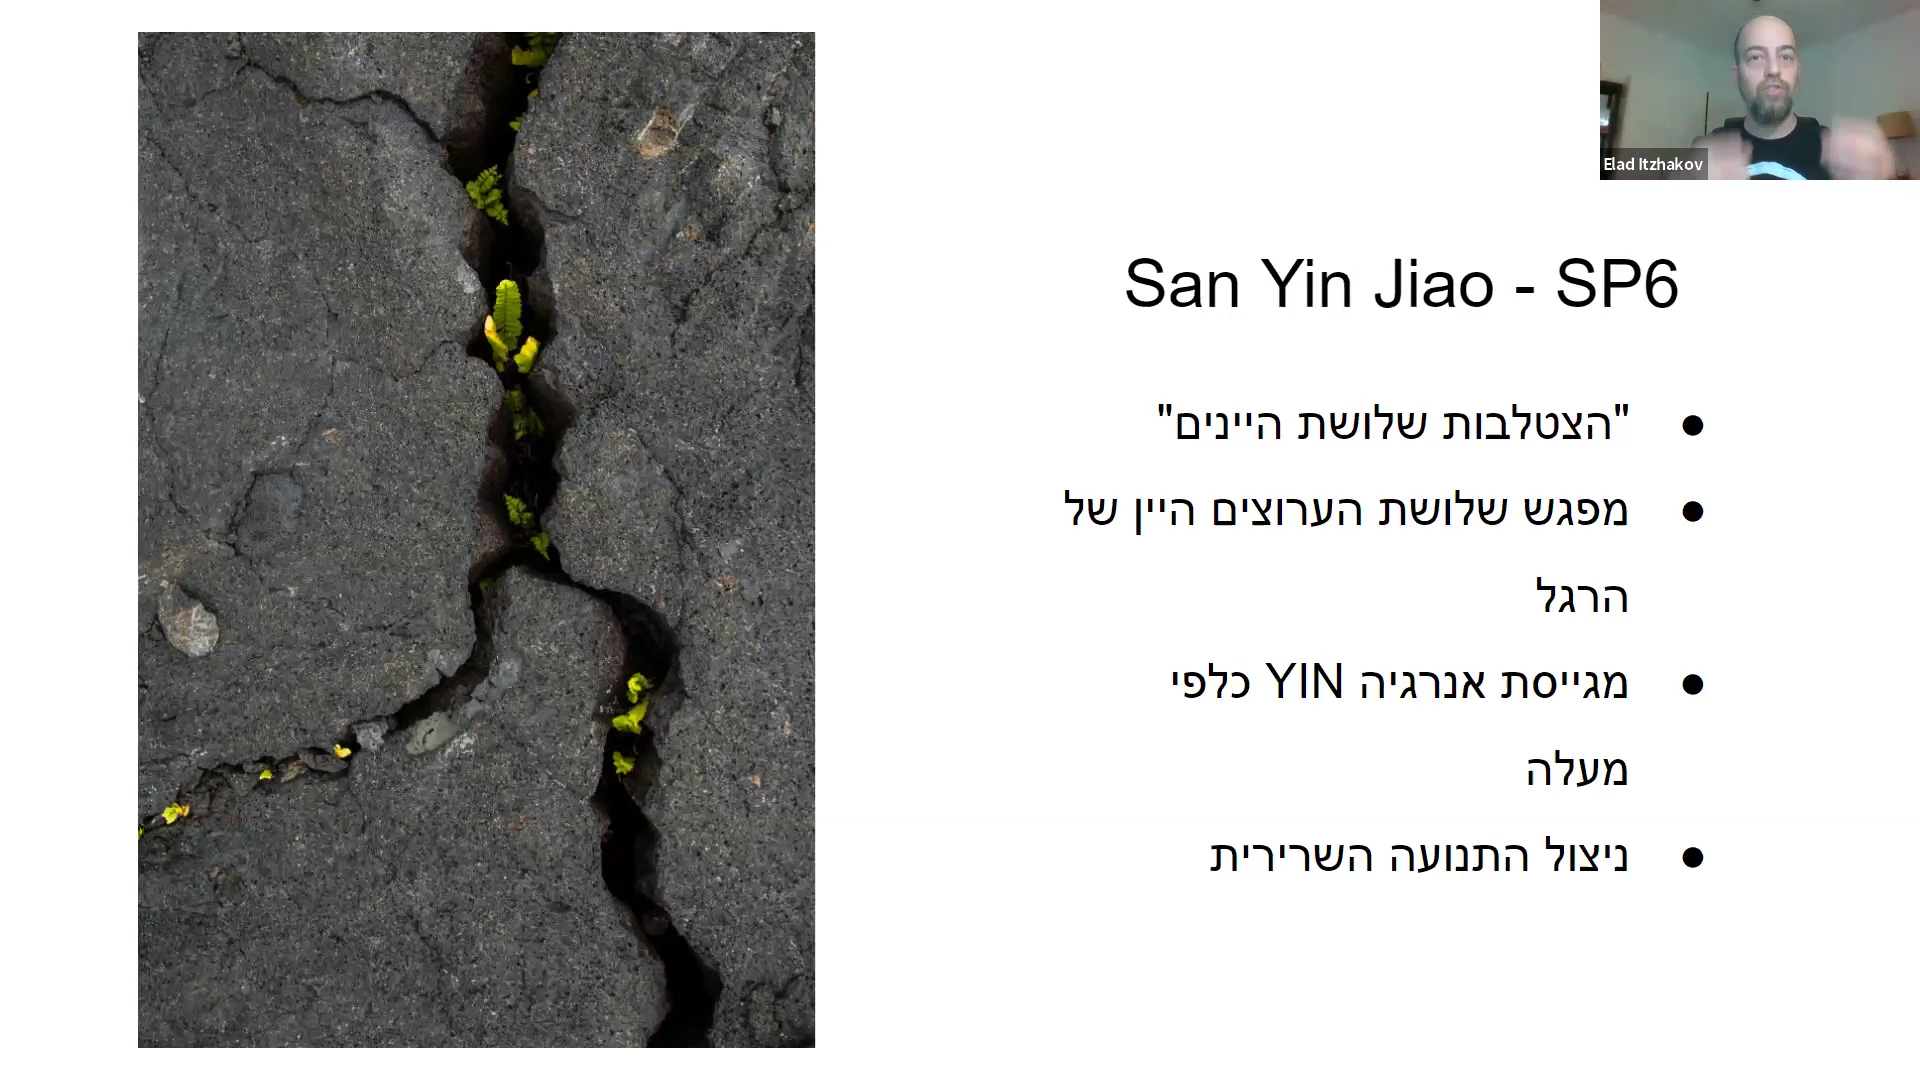 Elad Itzhakov
San Yin Jiao - SP6
"הצטלבות שלושת היינים"
מפגש שלושת הערוצים היין של
הרגל
מגייסת אנרגיה YIN כלפי
מעלה
ניצול התנועה השרירית